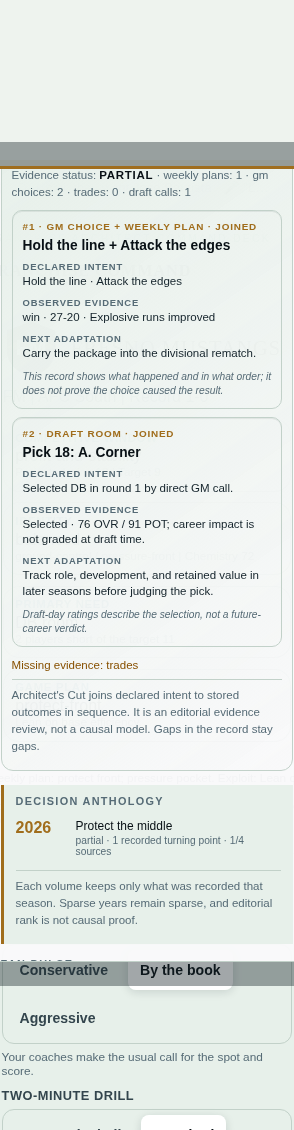 Evidence status: PARTIAL · weekly plans: 1 · gm
choices: 2 · trades: 0 · draft calls: 1
#1 · GM CHOICE + WEEKLY PLAN · JOINED
Hold the line + Attack the edges
DECLARED INTENT
Hold the line · Attack the edges
OBSERVED EVIDENCE
win · 27-20 · Explosive runs improved
NEXT ADAPTATION
Carry the package into the divisional rematch.
This record shows what happened and in what order; it
does not prove the choice caused the result.
#2 · DRAFT ROOM · JOINED
Pick 18: A. Corner
DECLARED INTENT
Selected DB in round 1 by direct GM call.
OBSERVED EVIDENCE
Selected · 76 OVR / 91 POT; career impact is
not graded at draft time.
NEXT ADAPTATION
Track role, development, and retained value in
later seasons before judging the pick.
Draft-day ratings describe the selection, not a future-
career verdict.
Missing evidence: trades
Architect's Cut joins declared intent to stored
outcomes in sequence. It is an editorial evidence
review, not a causal model. Gaps in the record stay
gaps.
DECISION ANTHOLOGY
2026 Protect the middle
partial · 1 recorded turning point · 1/4
sources
Each volume keeps only what was recorded that
season. Sparse years remain sparse, and editorial
rank is not causal proof.
Conservative By the book
Aggressive
Your coaches make the usual call for the spot and
score.
TWO-MINUTE DRILL